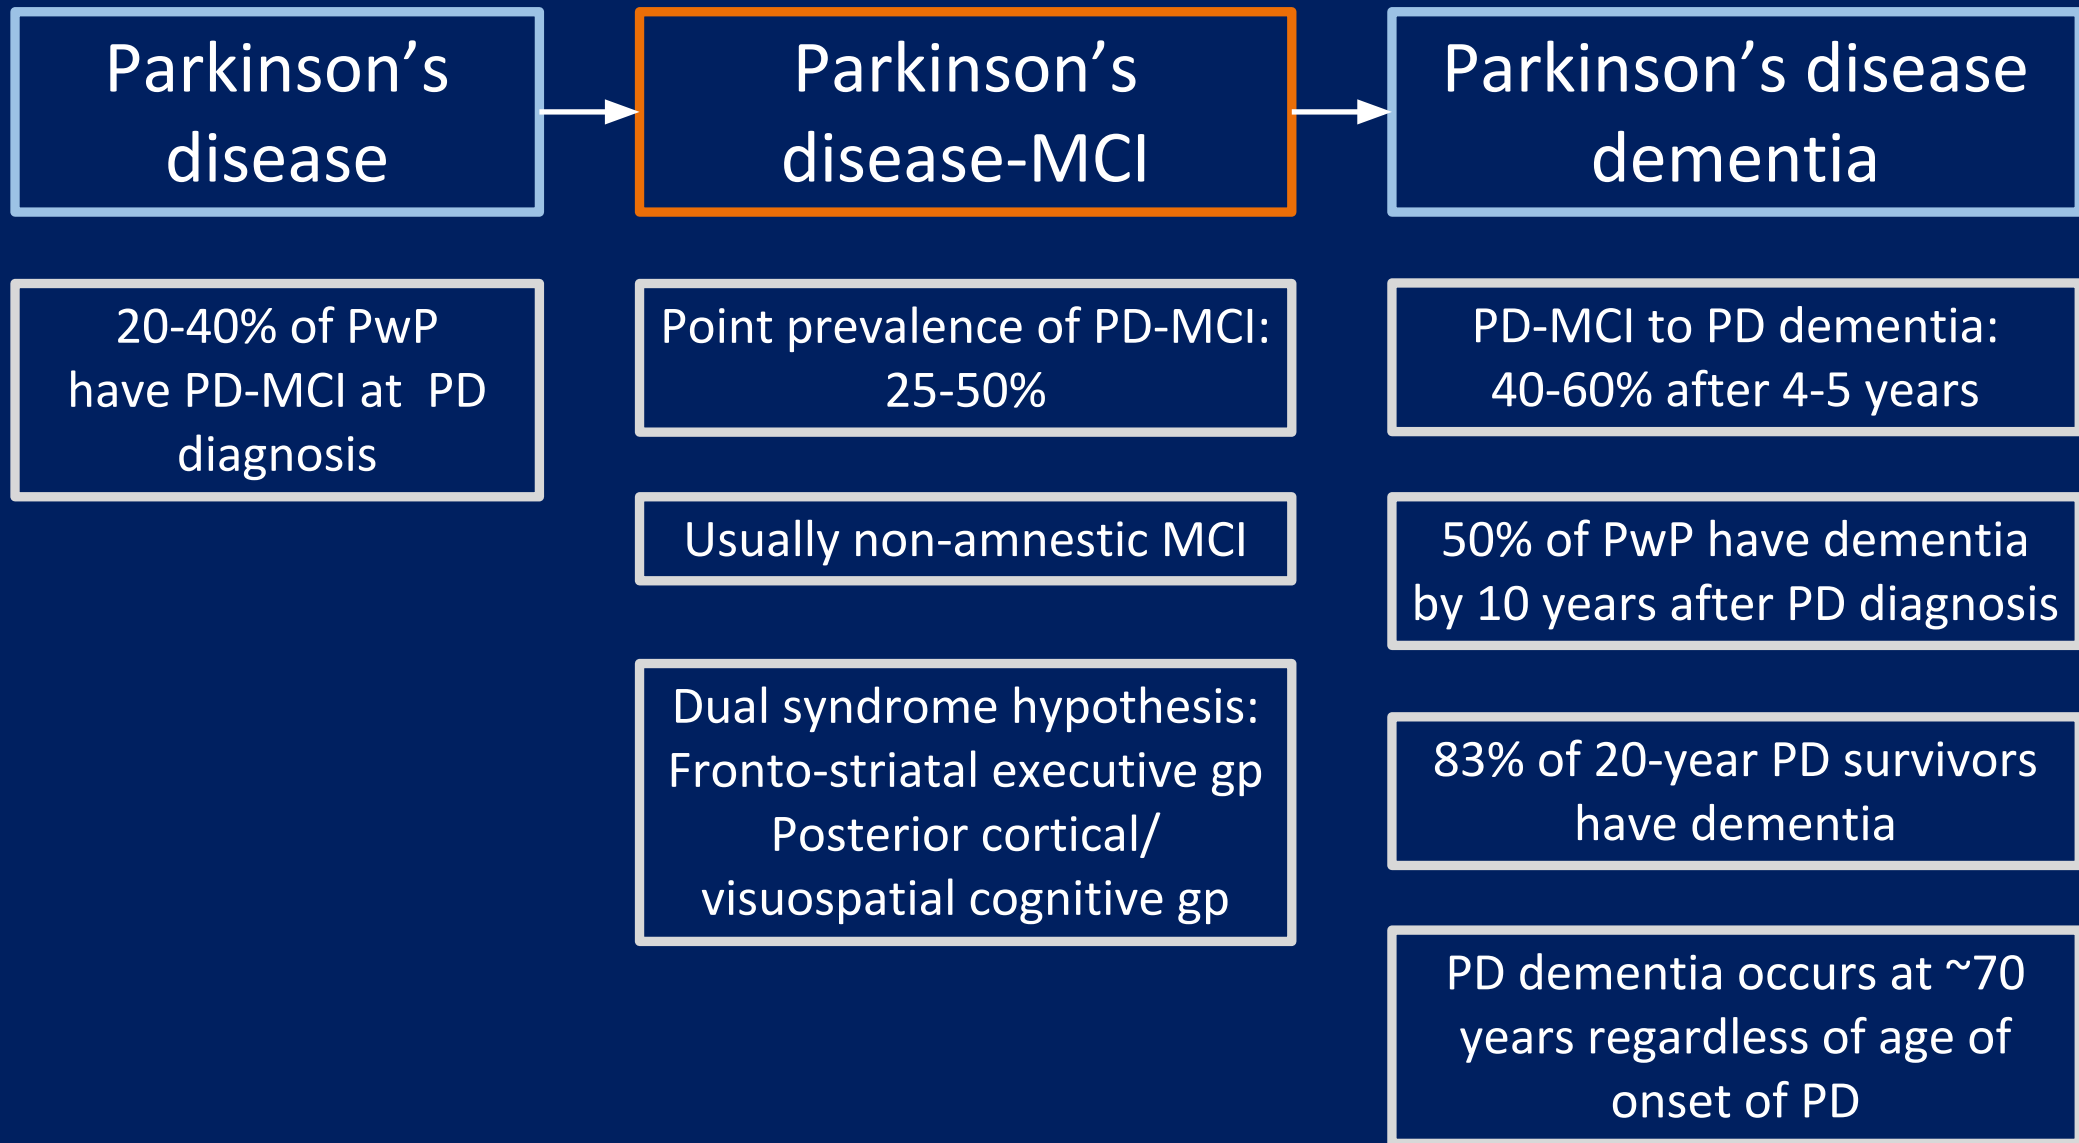 Parkinson’s
disease
Parkinson’s
disease-MCI
Parkinson’s disease
dementia
20-40% of PwP
have PD-MCI at  PD
diagnosis
Point prevalence of PD-MCI:
25-50%
Usually non-amnestic MCI
Dual syndrome hypothesis:
Fronto-striatal executive gp
Posterior cortical/
visuospatial cognitive gp
PD-MCI to PD dementia:
40-60% after 4-5 years
50% of PwP have dementia
by 10 years after PD diagnosis
83% of 20-year PD survivors
have dementia
PD dementia occurs at ~70
years regardless of age of
onset of PD